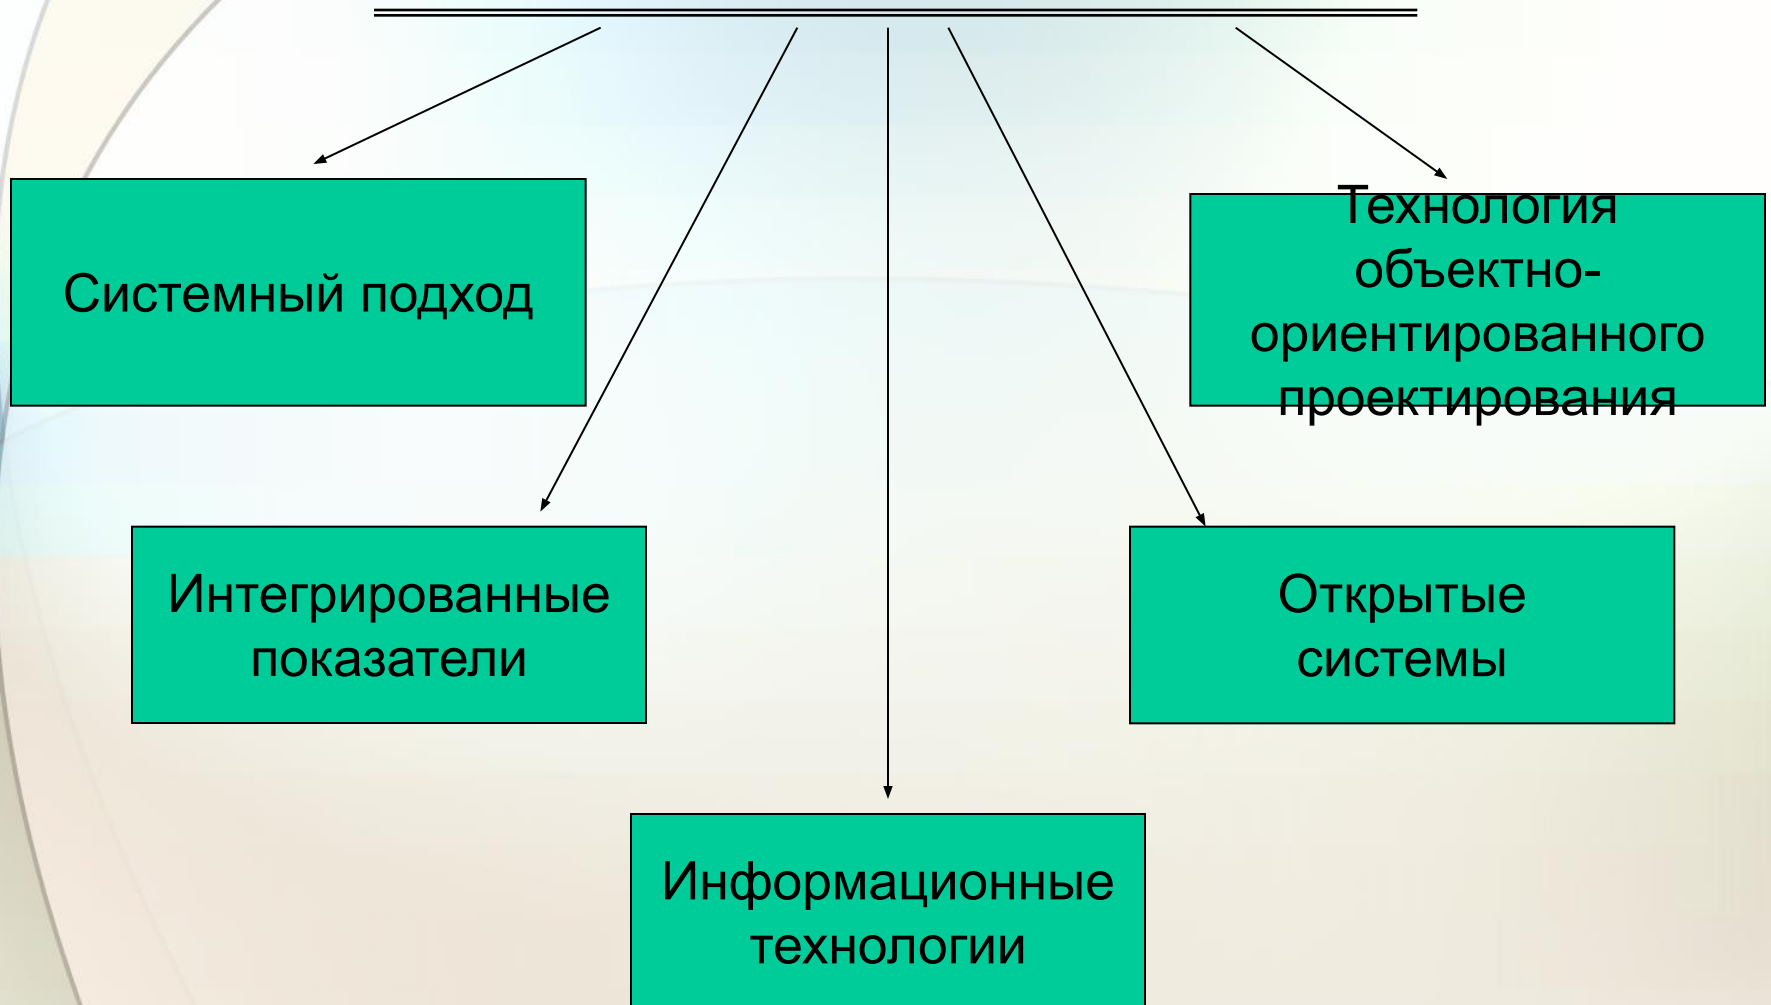 Системный подход
Технология
объектно-
ориентированного
проектирования
Интегрированные
показатели
Открытые
системы
Информационные
технологии